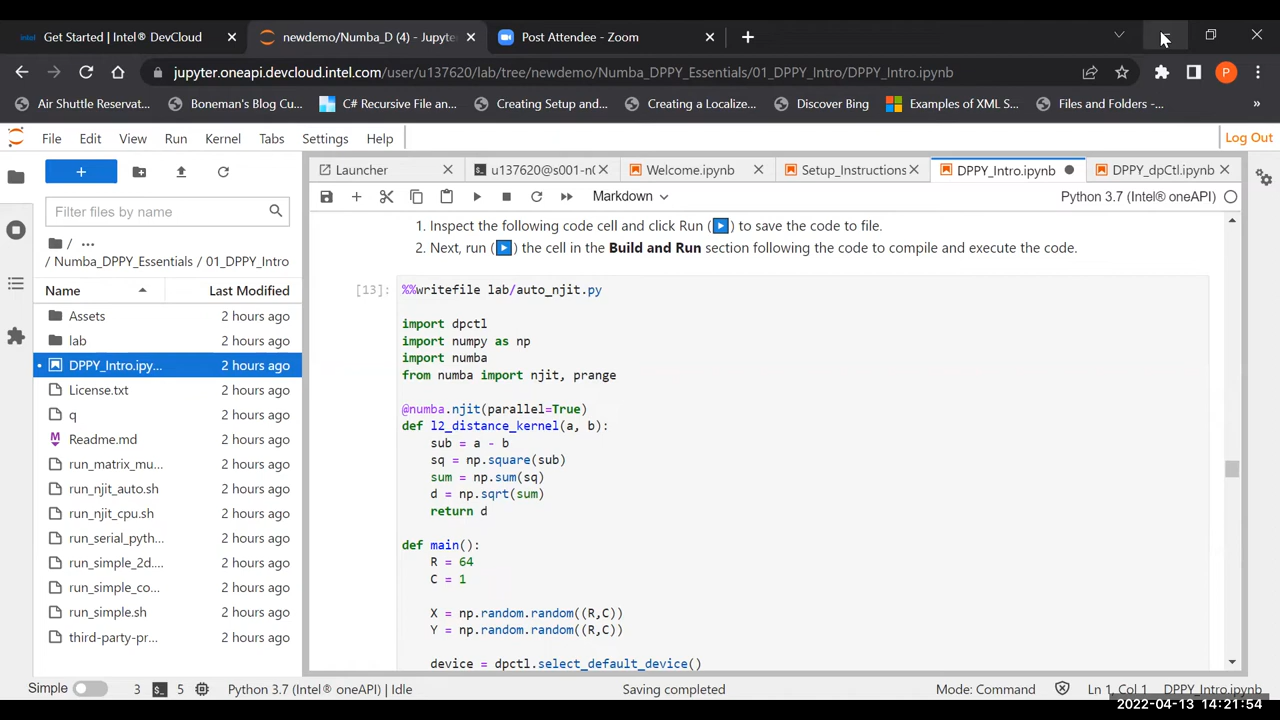 intel Get Started | Intel® DevCloud
newdemo/Numba_D (4) - Jupyte
Post Attendee - Zoom
jupyter.oneapi.devcloud.intel.com/user/u137620/lab/tree/newdemo/Numba_DPPY_Essentials/01_DPPY_Intro/DPPY_Intro.ipynb
P
Air Shuttle Reservat...
Boneman's Blog Cu...
C# Recursive File an...
Creating Setup and...
Creating a Localize...
Discover Bing
Examples of XML S...
Files and Folders -...
»
File Edit View Run Kernel Tabs Settings Help
Log Out
Launcher
u137620@s001-n0
Welcome.ipynb
Setup_Instructions
DPPY_Intro.ipynb
DPPY_dpCtl.ipynb
Markdown
Python 3.7 (Intel® oneAPI)
Filter files by name
/ ...
/ Numba_DPPY_Essentials / 01_DPPY_Intro
Name Last Modified
Assets 2 hours ago
lab 2 hours ago
DPPY_Intro.ipy... 2 hours ago
License.txt 2 hours ago
q 2 hours ago
Readme.md 2 hours ago
run_matrix_mu... 2 hours ago
run_njit_auto.sh 2 hours ago
run_njit_cpu.sh 2 hours ago
run_serial_pyth... 2 hours ago
run_simple_2d.... 2 hours ago
run_simple_co... 2 hours ago
run_simple.sh 2 hours ago
third-party-pr... 2 hours ago
1. Inspect the following code cell and click Run ( ) to save the code to file.
2. Next, run ( ) the cell in the Build and Run section following the code to compile and execute the code.
[13]:
%%writefile lab/auto_njit.py
import dpctl
import numpy as np
import numba
from numba import njit, prange
@numba.njit(parallel=True)
def l2_distance_kernel(a, b):
sub = a - b
sq = np.square(sub)
sum = np.sum(sq)
d = np.sqrt(sum)
return d
def main():
R = 64
C = 1
X = np.random.random((R,C))
Y = np.random.random((R,C))
device = dpctl.select_default_device()
Simple
3
5
Python 3.7 (Intel® oneAPI) | Idle
Saving completed
Mode: Command
Ln 1, Col 1
DPPY_Intro.ipynb
2022-04-13 14:21:54